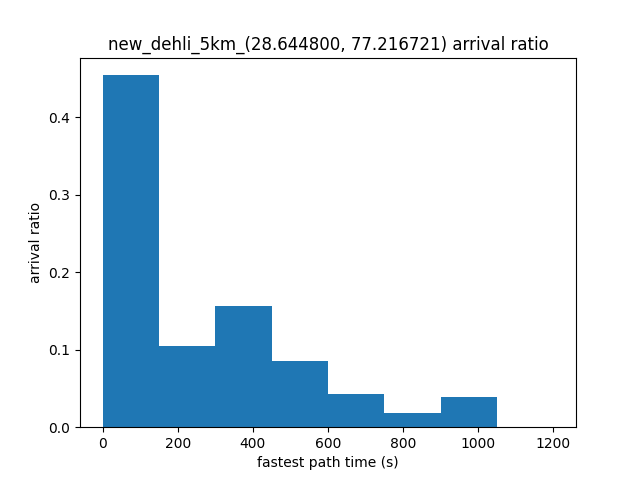 new_dehli_5km_(28.644800, 77.216721) arrival ratio
0.4
0.3
0.2
0.1
0.0
arrival ratio
0 200 400 600 800 1000 1200
fastest path time (s)